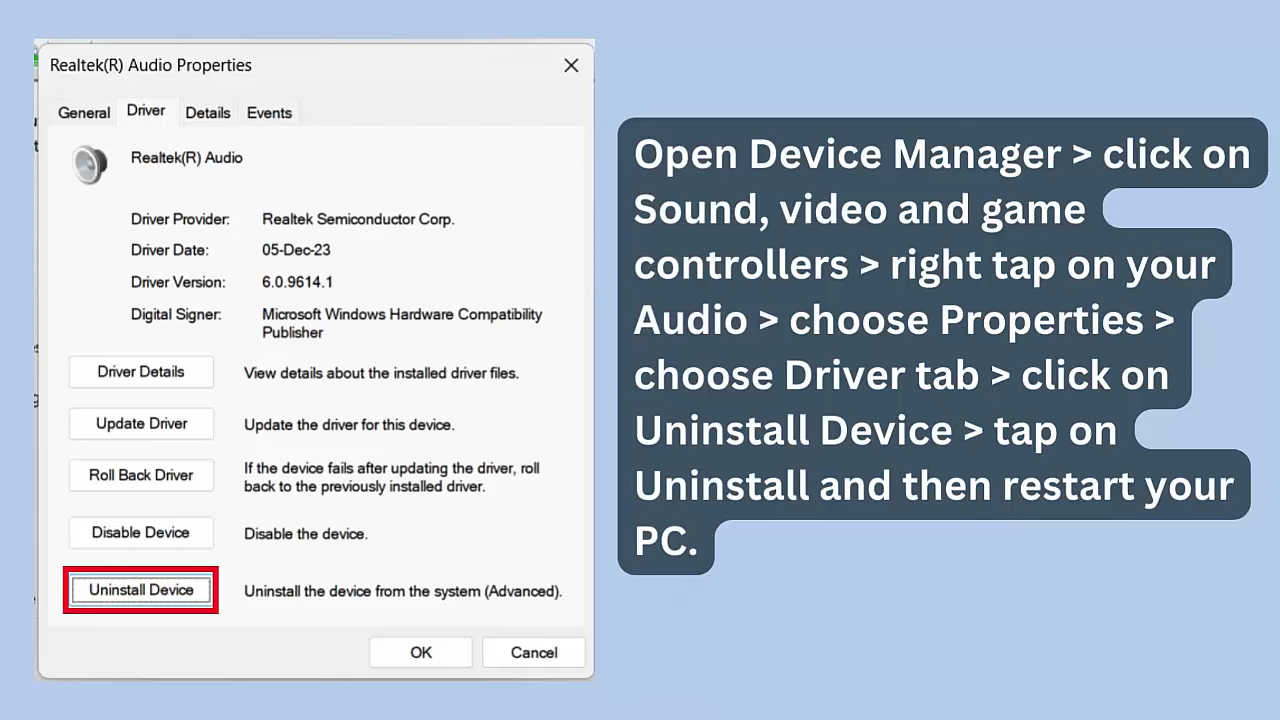 Realtek(R) Audio Properties
General Driver Details Events
Realtek(R) Audio
Driver Provider: Realtek Semiconductor Corp.
Driver Date: 05-Dec-23
Driver Version: 6.0.9614.1
Digital Signer: Microsoft Windows Hardware Compatibility
Publisher
Driver Details View details about the installed driver files.
Update Driver Update the driver for this device.
Roll Back Driver If the device fails after updating the driver, roll
back to the previously installed driver.
Disable Device Disable the device.
Uninstall Device Uninstall the device from the system (Advanced).
OK Cancel
Open Device Manager > click on
Sound, video and game
controllers > right tap on your
Audio > choose Properties >
choose Driver tab > click on
Uninstall Device > tap on
Uninstall and then restart your
PC.